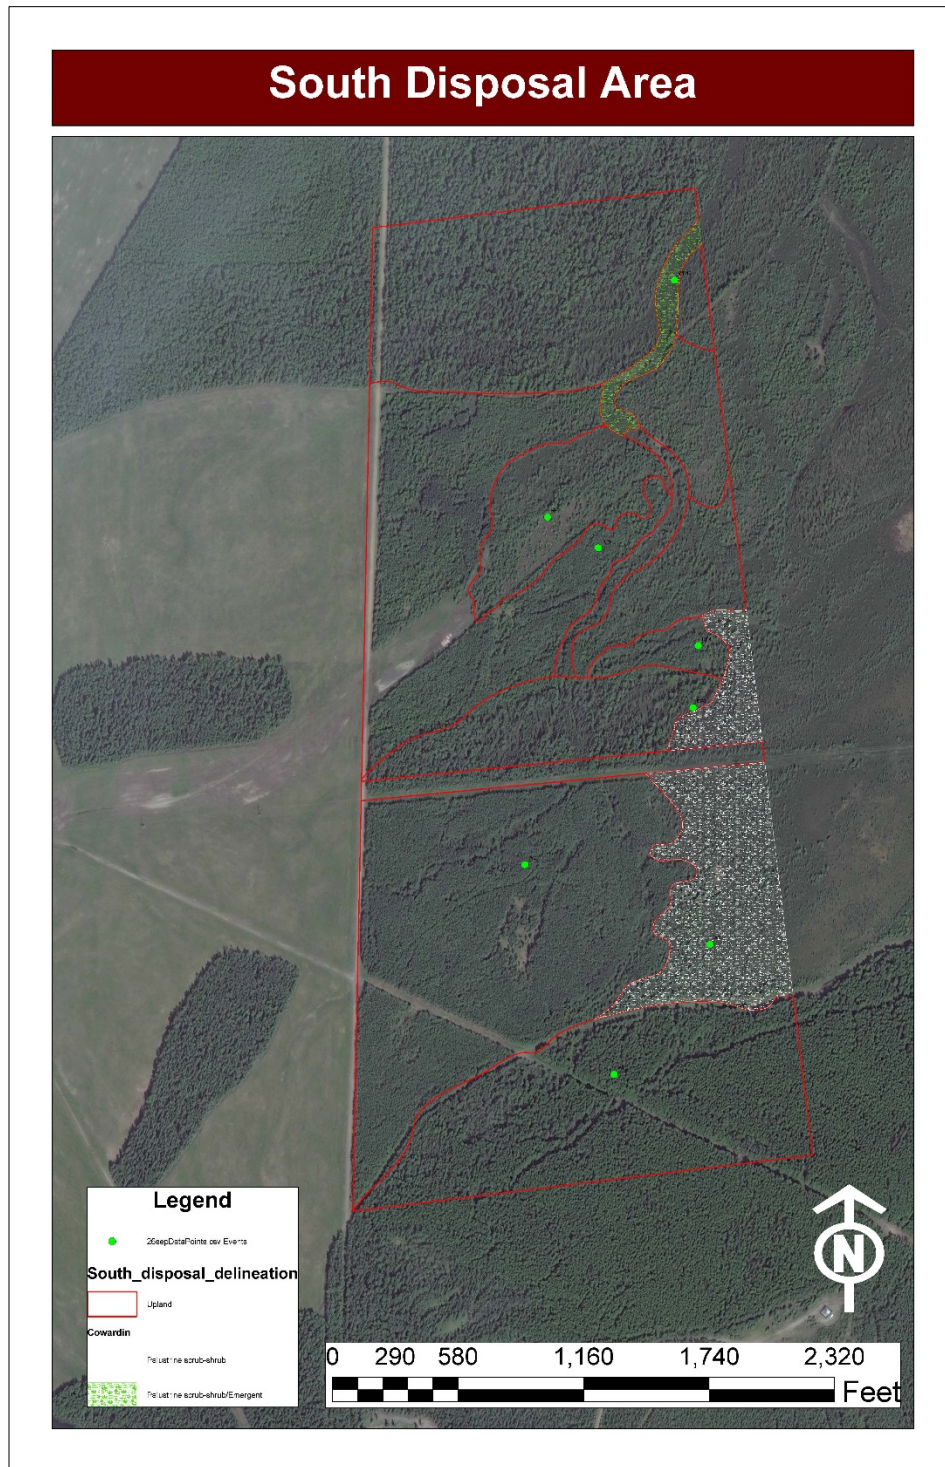 South Disposal Area
Legend
26sepDataPoints.csv Events
South_disposal_delineation
Upland
Cowardin
Palustrine scrub-shrub
Palustrine scrub-shrub/Emergent
N
0 290 580 1,160 1,740 2,320
Feet